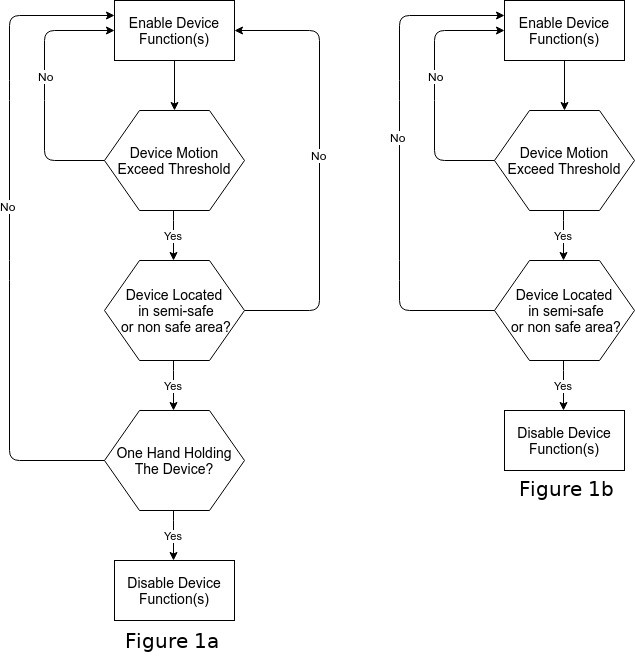 Enable Device
Function(s)
No
Device Motion
Exceed Threshold
No
No
Yes
Device Located
in semi-safe
or non safe area?
Yes
One Hand Holding
The Device?
Yes
Disable Device
Function(s)
Figure 1a
Enable Device
Function(s)
No
No
Device Motion
Exceed Threshold
Yes
Device Located
in semi-safe
or non safe area?
Yes
Disable Device
Function(s)
Figure 1b